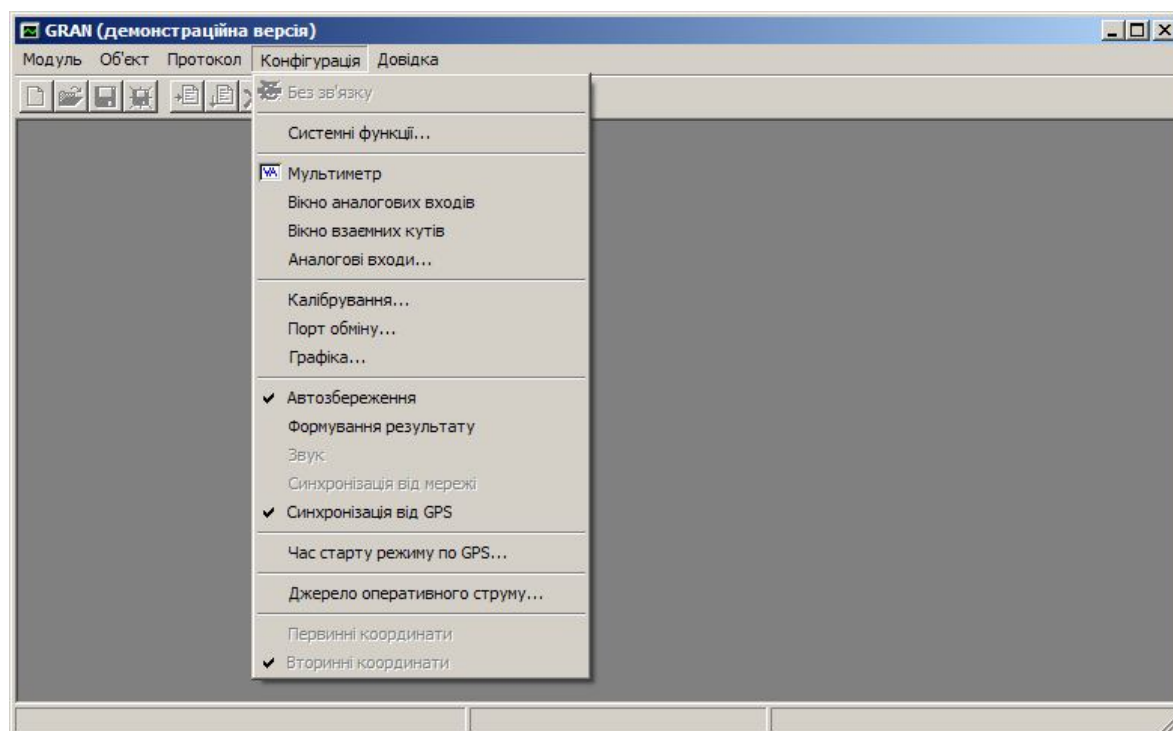 GRAN (демонстраційна версія)
Модуль Об'єкт Протокол Конфігурація Довідка
Без зв'язку
Системні функції...
Мультиметр
Вікно аналогових входів
Вікно взаємних кутів
Аналогові входи...
Калібрування...
Порт обміну...
Графіка...
Автозбереження
Формування результату
Звук
Синхронізація від мережі
Синхронізація від GPS
Час старту режиму по GPS...
Джерело оперативного струму...
Первинні координати
Вторинні координати